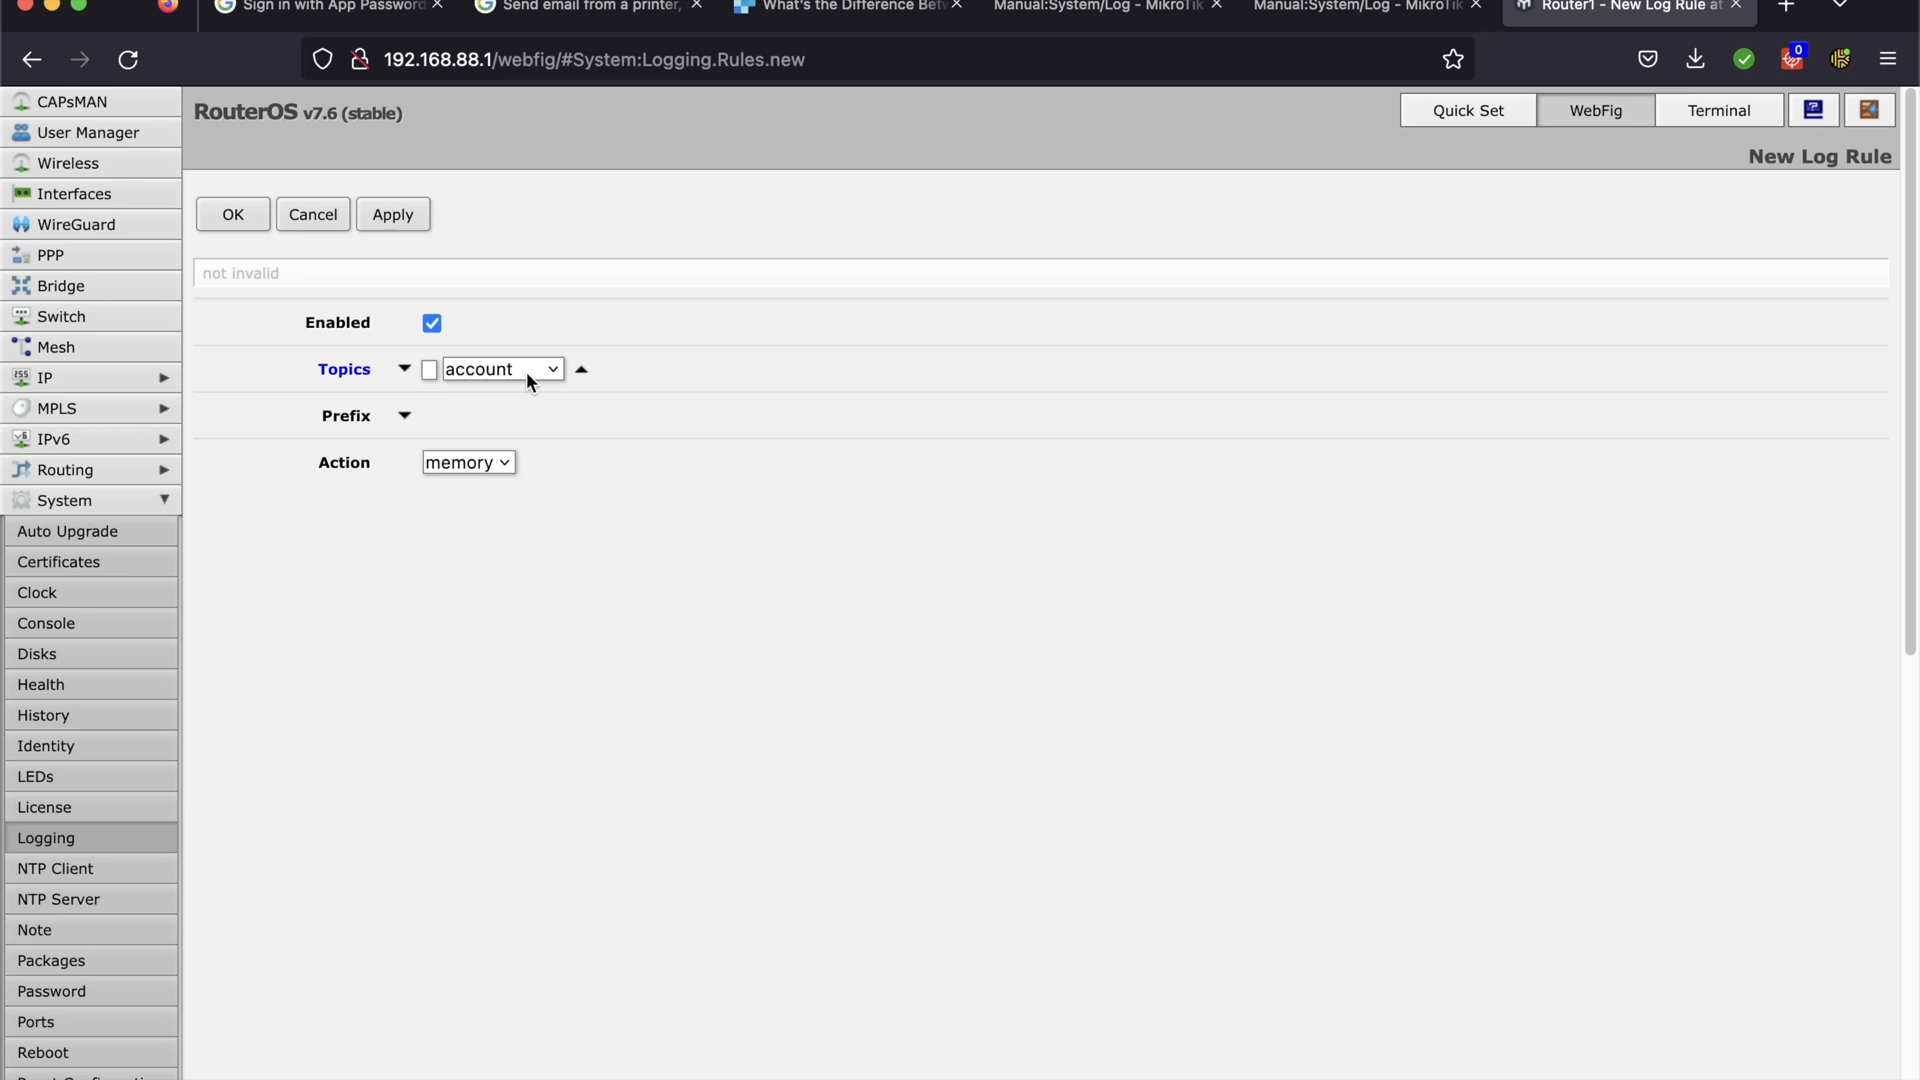 Sign in with App Password
Send email from a printer,
What's the Difference Betw
Manual:System/Log - MikroTik
Manual:System/Log - MikroTik
Router1 - New Log Rule at
192.168.88.1/webfig/#System:Logging.Rules.new
0
CAPsMAN
User Manager
Wireless
Interfaces
WireGuard
PPP
Bridge
Switch
Mesh
IP
MPLS
IPv6
Routing
System
Auto Upgrade
Certificates
Clock
Console
Disks
Health
History
Identity
LEDs
License
Logging
NTP Client
NTP Server
Note
Packages
Password
Ports
Reboot
RouterOS v7.6 (stable)
Quick Set
WebFig
Terminal
New Log Rule
OK
Cancel
Apply
not invalid
Enabled
Topics
account
Prefix
Action
memory